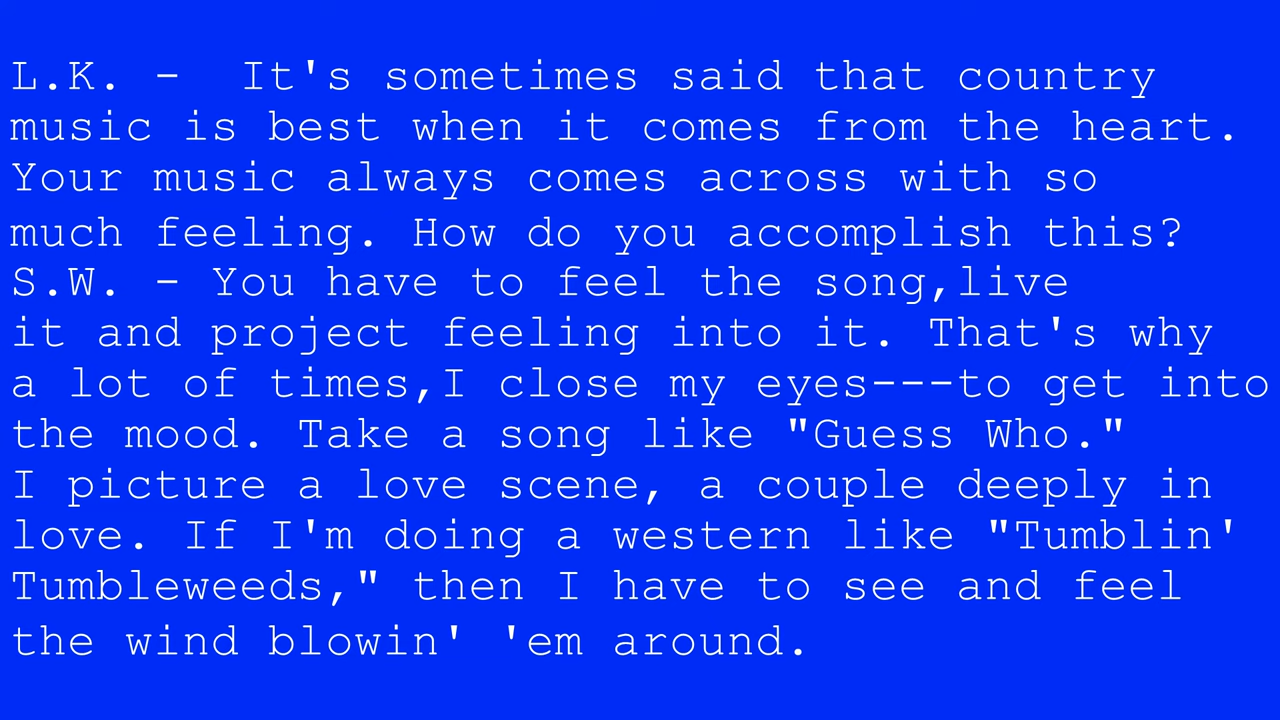 L.K. -  It's sometimes said that country
music is best when it comes from the heart.
Your music always comes across with so
much feeling. How do you accomplish this?
S.W. - You have to feel the song,live
it and project feeling into it. That's why
a lot of times,I close my eyes---to get into
the mood. Take a song like "Guess Who."
I picture a love scene, a couple deeply in
love. If I'm doing a western like "Tumblin'
Tumbleweeds," then I have to see and feel
the wind blowin' 'em around.